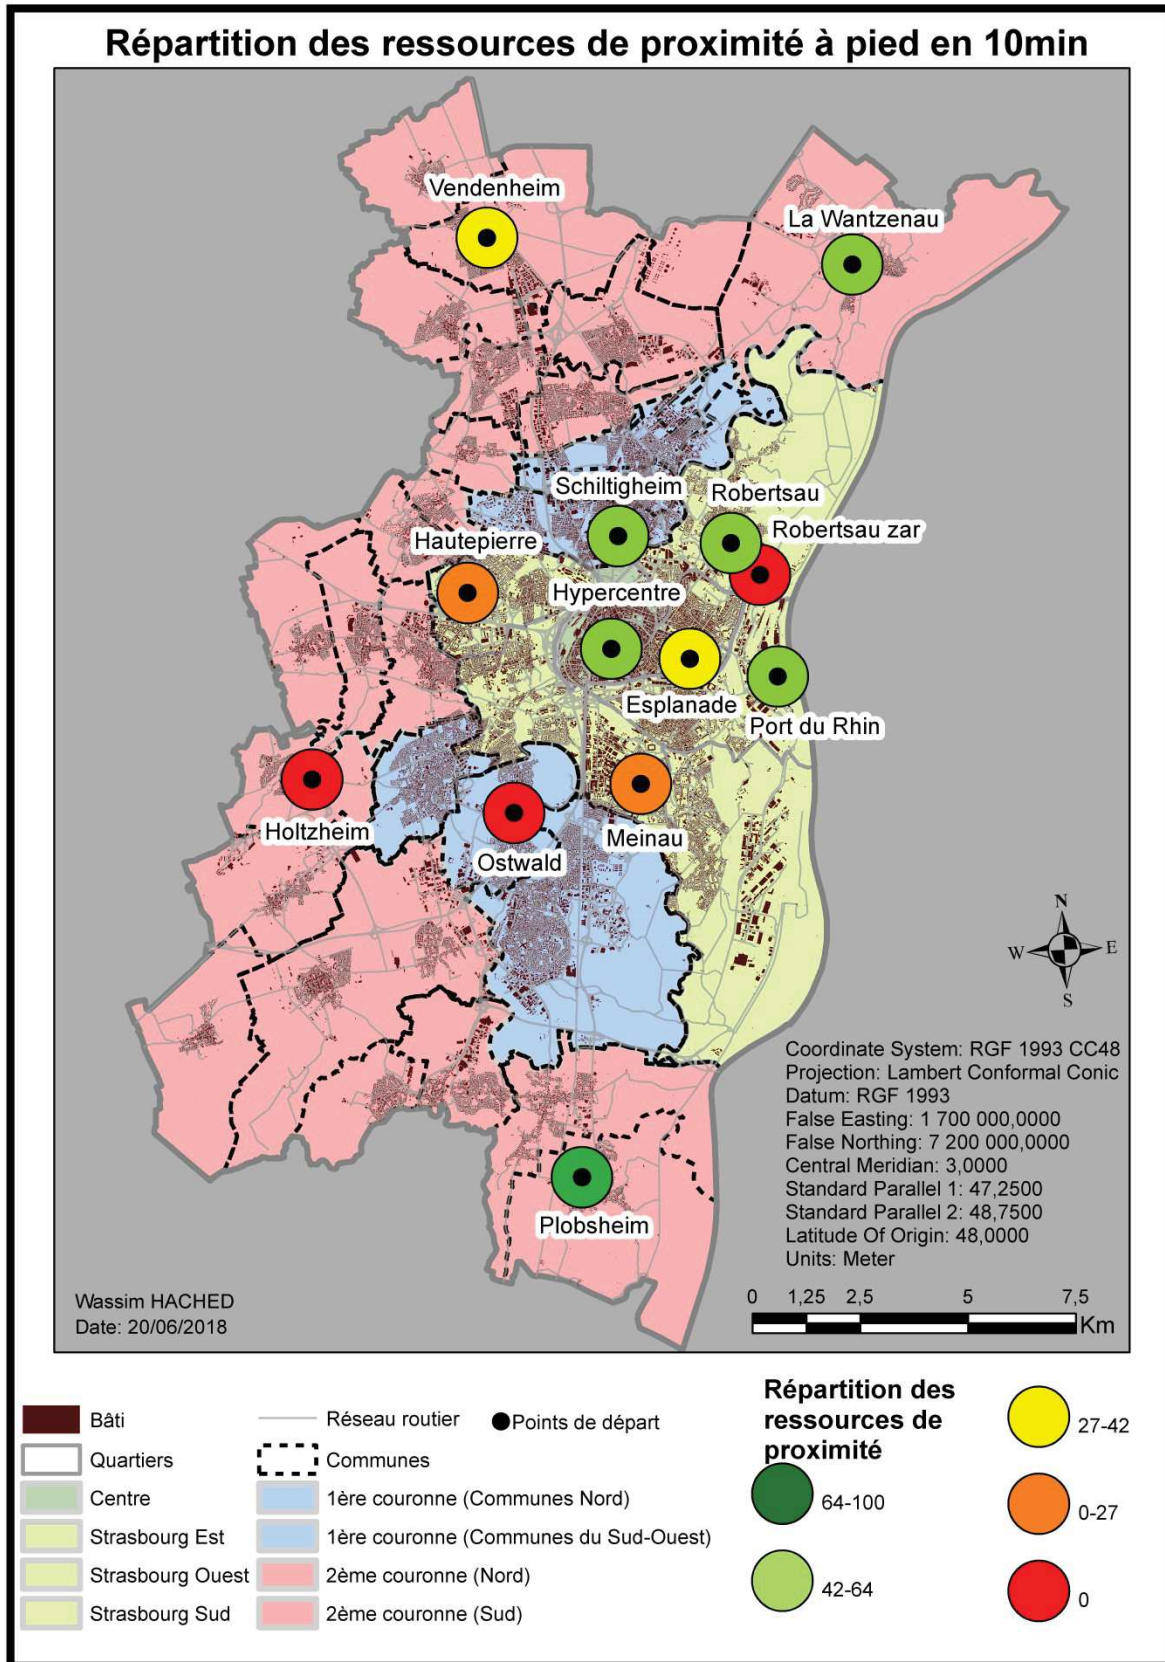 Répartition des ressources de proximité à pied en 10min
Vendenheim
La Wantzenau
Schiltigheim
Robertsau
Robertsau zar
Hautepierre
Hypercentre
Esplanade
Port du Rhin
Holtzheim
Ostwald
Meinau
Plobsheim
N
W
E
S
Coordinate System: RGF 1993 CC48
Projection: Lambert Conformal Conic
Datum: RGF 1993
False Easting: 1 700 000,0000
False Northing: 7 200 000,0000
Central Meridian: 3,0000
Standard Parallel 1: 47,2500
Standard Parallel 2: 48,7500
Latitude Of Origin: 48,0000
Units: Meter
0 1,25 2,5 5 7,5
Km
Wassim HACHED
Date: 20/06/2018
Bâti
Quartiers
Centre
Strasbourg Est
Strasbourg Ouest
Strasbourg Sud
Réseau routier
Communes
1ère couronne (Communes Nord)
1ère couronne (Communes du Sud-Ouest)
2ème couronne (Nord)
2ème couronne (Sud)
Points de départ
Répartition des
ressources de
proximité
64-100
42-64
27-42
0-27
0